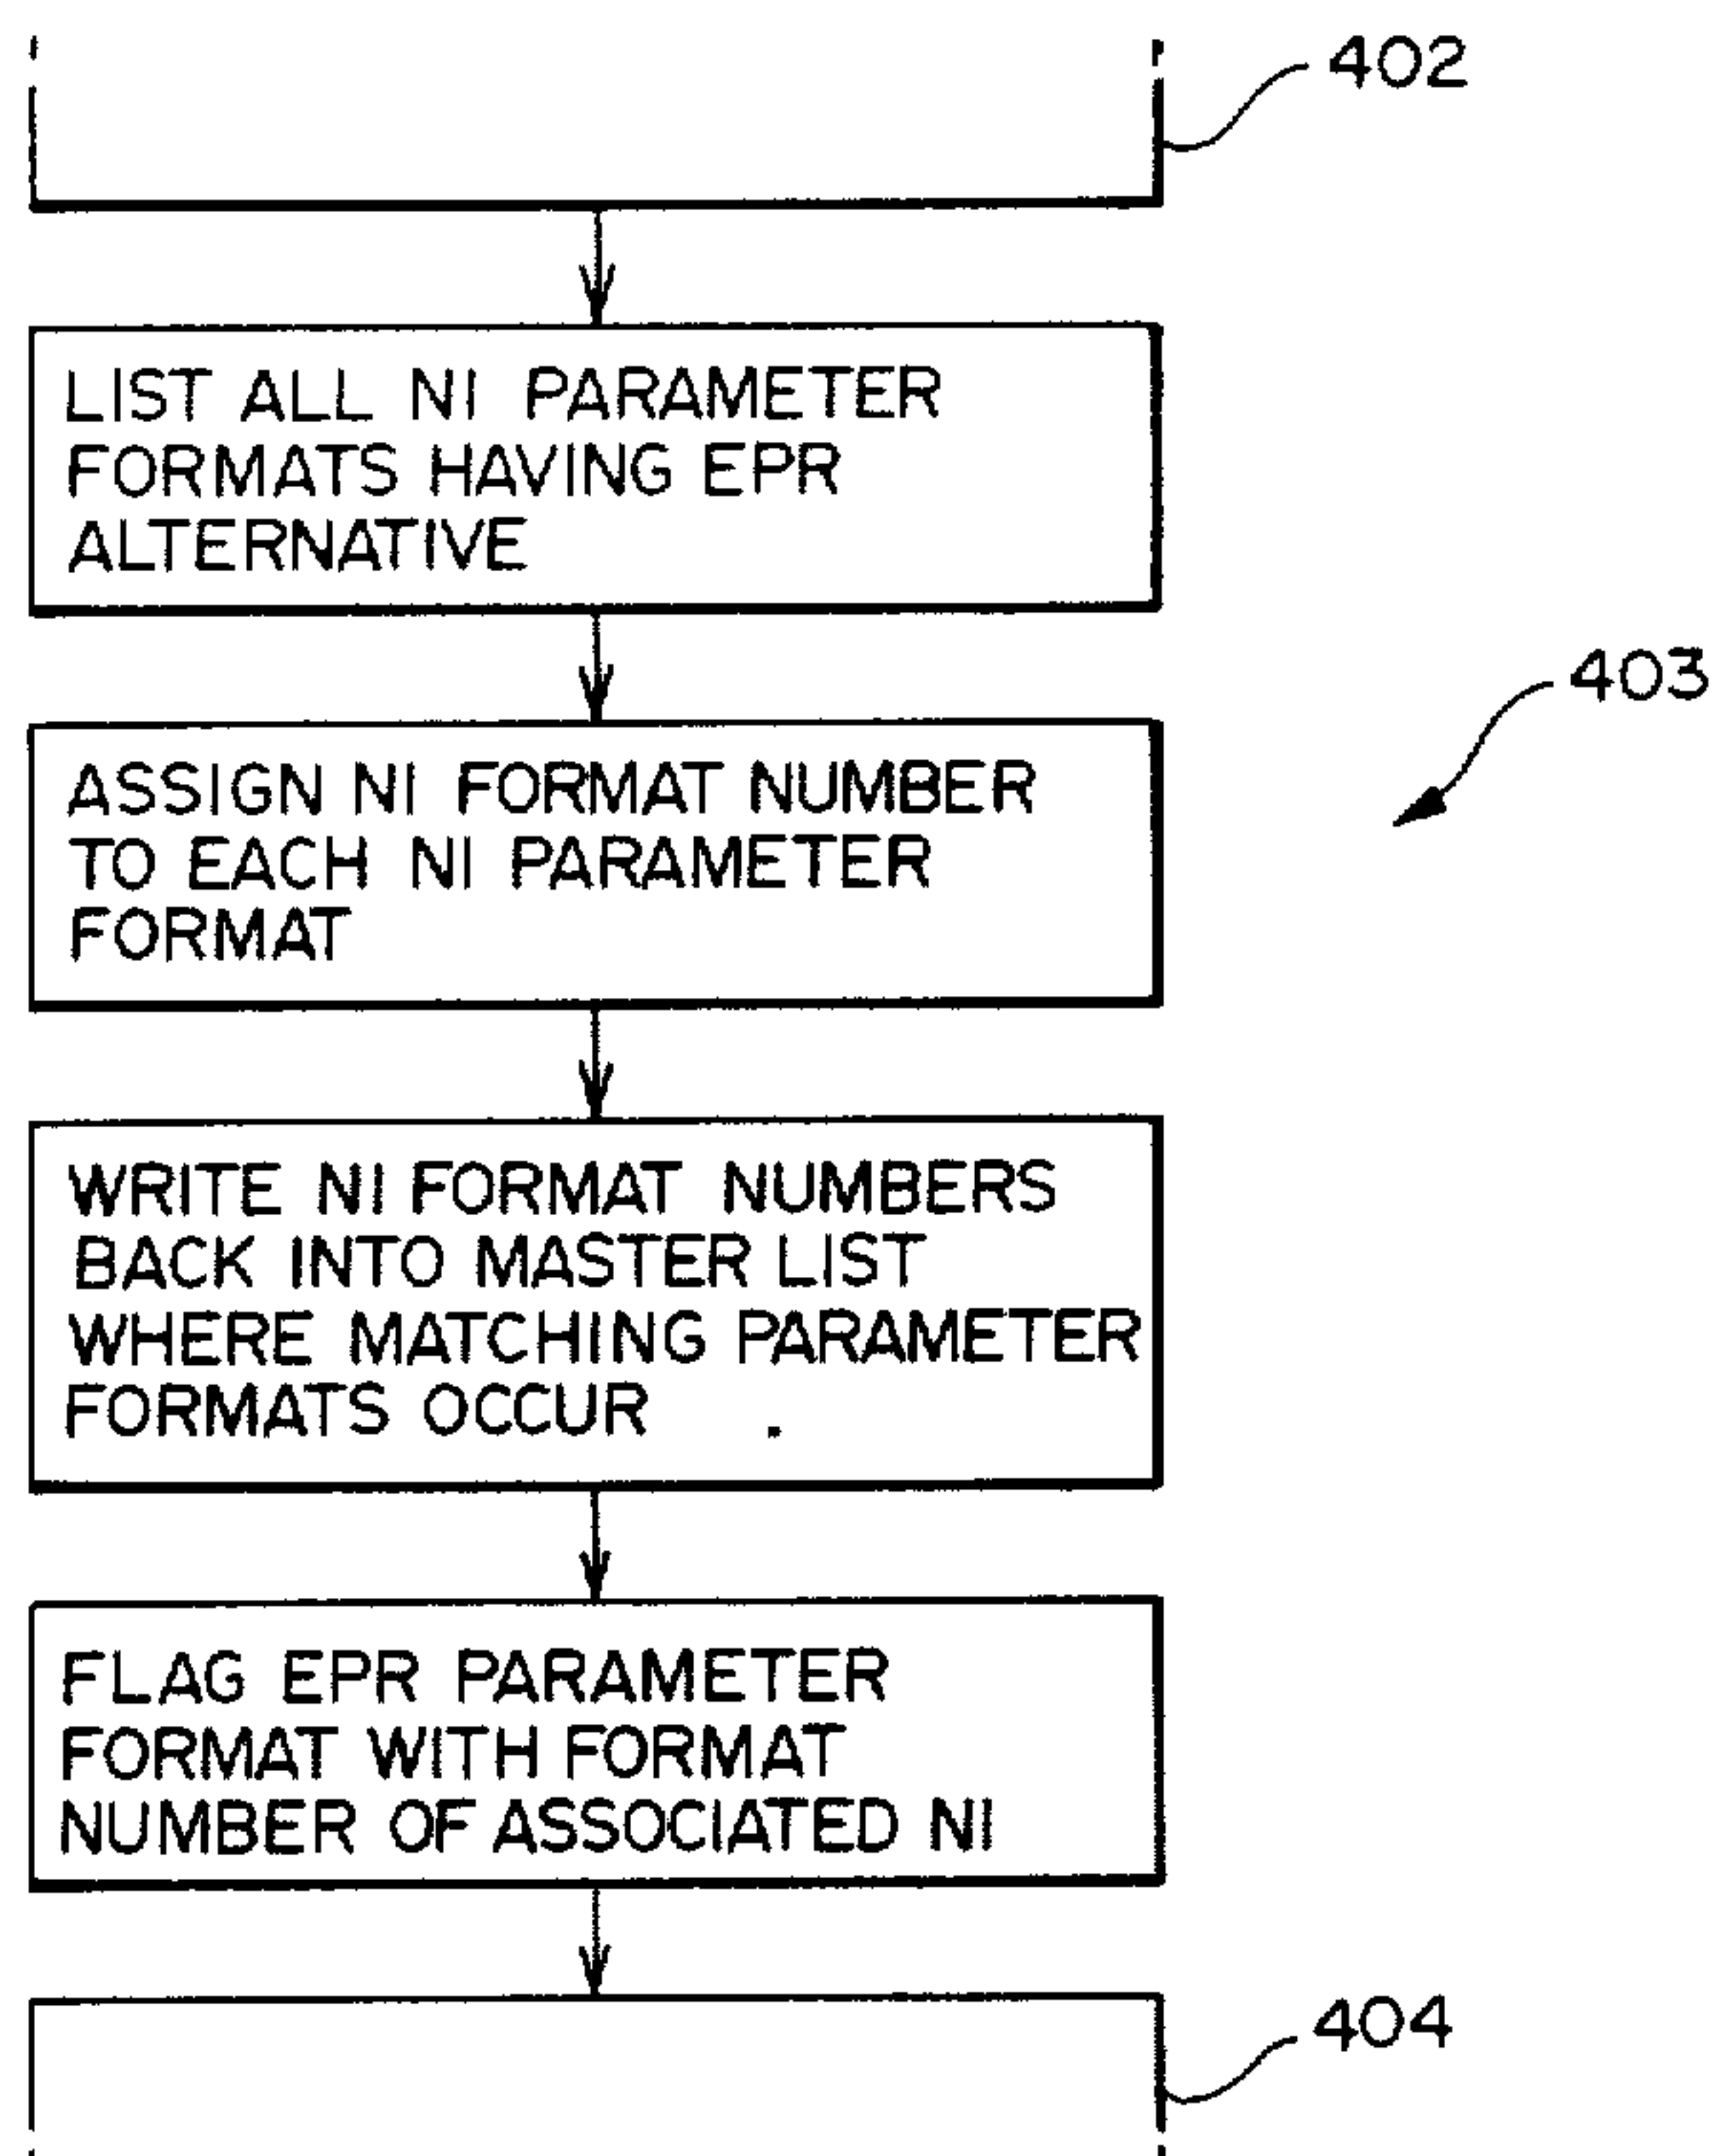 402
LIST ALL NI PARAMETER
FORMATS HAVING EPR
ALTERNATIVE
403
ASSIGN NI FORMAT NUMBER
TO EACH NI PARAMETER
FORMAT
WRITE NI FORMAT NUMBERS
BACK INTO MASTER LIST
WHERE MATCHING PARAMETER
FORMATS OCCUR .
FLAG EPR PARAMETER
FORMAT WITH FORMAT
NUMBER OF ASSOCIATED NI
404